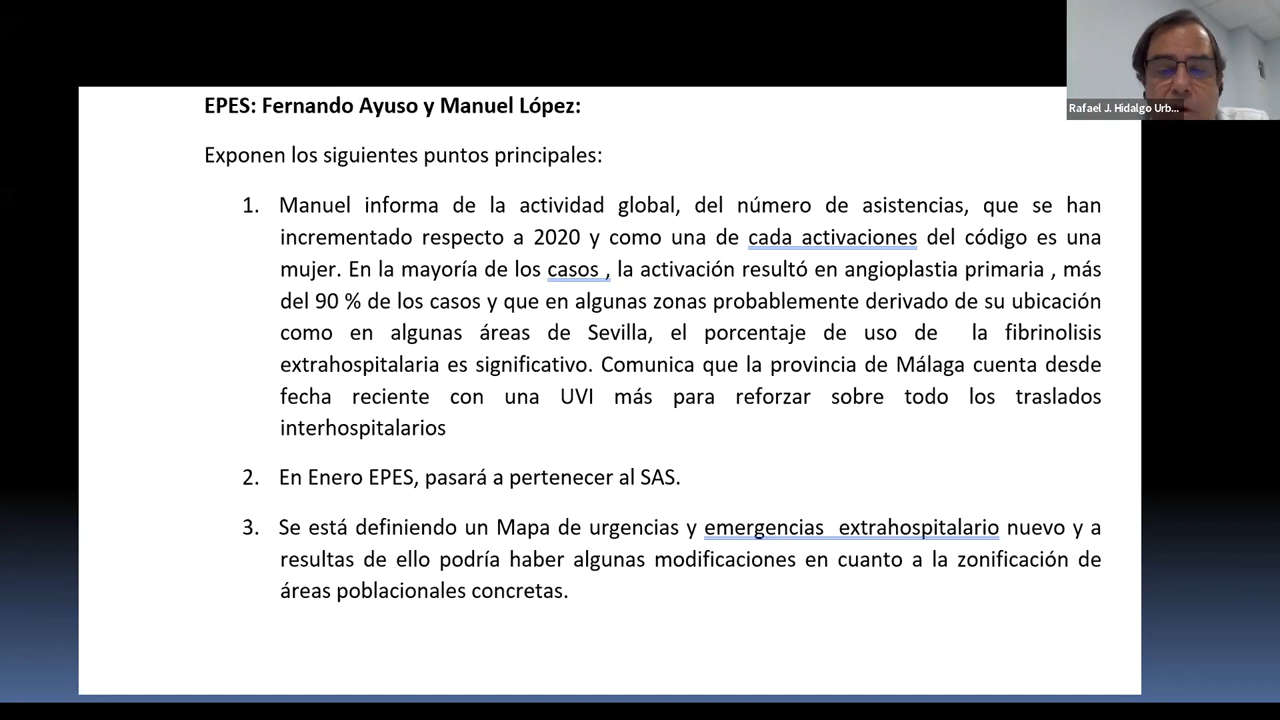 EPES: Fernando Ayuso y Manuel López:
Rafael J. Hidalgo Urb...
Exponen los siguientes puntos principales:
1. Manuel informa de la actividad global, del número de asistencias, que se han
incrementado respecto a 2020 y como una de cada activaciones del código es una
mujer. En la mayoría de los casos , la activación resultó en angioplastia primaria , más
del 90 % de los casos y que en algunas zonas probablemente derivado de su ubicación
como en algunas áreas de Sevilla, el porcentaje de uso de la fibrinolisis
extrahospitalaria es significativo. Comunica que la provincia de Málaga cuenta desde
fecha reciente con una UVI más para reforzar sobre todo los traslados
interhospitalarios
2. En Enero EPES, pasará a pertenecer al SAS.
3. Se está definiendo un Mapa de urgencias y emergencias extrahospitalario nuevo y a
resultas de ello podría haber algunas modificaciones en cuanto a la zonificación de
áreas poblacionales concretas.